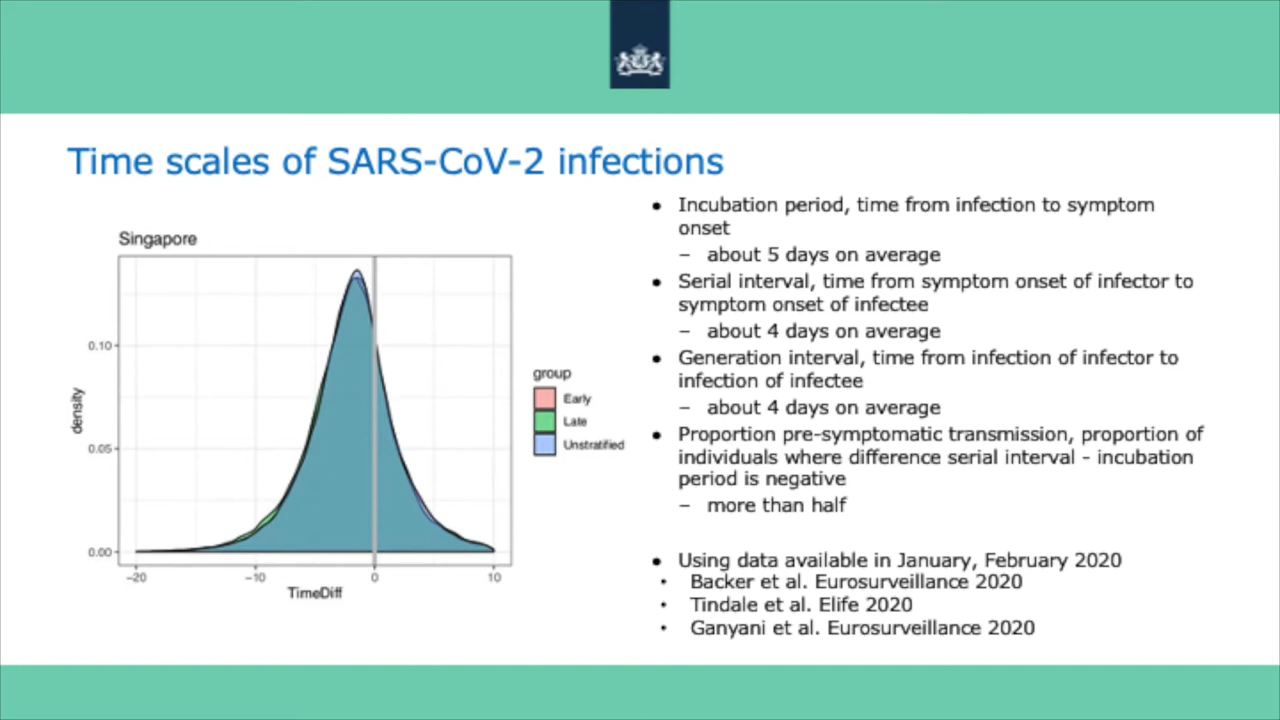 Time scales of SARS-CoV-2 infections
Singapore
density
0.10
0.05
0.00
−20
−10
0
10
TimeDiff
group
Early
Late
Unstratified
• Incubation period, time from infection to symptom
onset
– about 5 days on average
• Serial interval, time from symptom onset of infector to
symptom onset of infectee
– about 4 days on average
• Generation interval, time from infection of infector to
infection of infectee
– about 4 days on average
• Proportion pre-symptomatic transmission, proportion of
individuals where difference serial interval - incubation
period is negative
– more than half
• Using data available in January, February 2020
• Backer et al. Eurosurveillance 2020
• Tindale et al. Elife 2020
• Ganyani et al. Eurosurveillance 2020